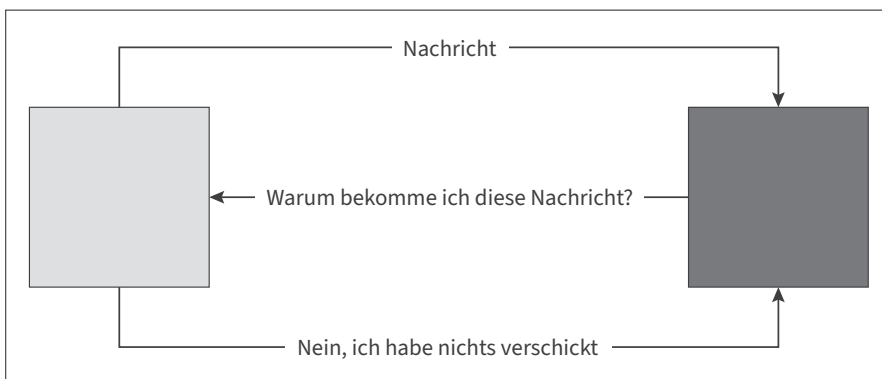 Nachricht
Warum bekomme ich diese Nachricht?
Nein, ich habe nichts verschickt